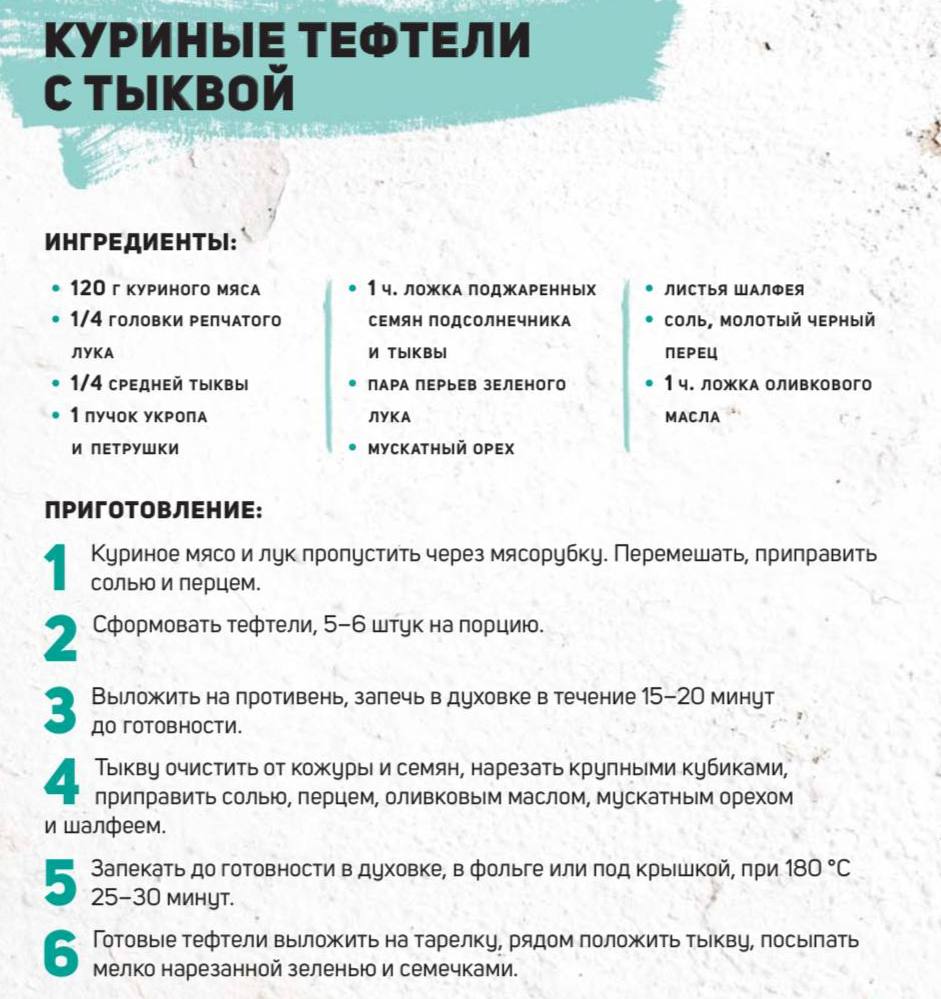 КУРИНЫЕ ТЕФТЕЛИ
С ТЫКВОЙ
ИНГРЕДИЕНТЫ:
• 120 Г КУРИНОГО МЯСА
• 1/4 ГОЛОВКИ РЕПЧАТОГО
ЛУКА
• 1/4 СРЕДНЕЙ ТЫКВЫ
• 1 ПУЧОК УКРОПА
И ПЕТРУШКИ
• 1 Ч. ЛОЖКА ПОДЖАРЕННЫХ
СЕМЯН ПОДСОЛНЕЧНИКА
И ТЫКВЫ
• ПАРА ПЕРЬЕВ ЗЕЛЕНОГО
ЛУКА
• МУСКАТНЫЙ ОРЕХ
• ЛИСТЬЯ ШАЛФЕЯ
• СОЛЬ, МОЛОТЫЙ ЧЕРНЫЙ
ПЕРЕЦ
• 1 Ч. ЛОЖКА ОЛИВКОВОГО
МАСЛА
ПРИГОТОВЛЕНИЕ:
1 Куриное мясо и лук пропустить через мясорубку. Перемешать, приправить
солью и перцем.
2 Сформовать тефтели, 5–6 штук на порцию.
3 Выложить на противень, запечь в духовке в течение 15–20 минут
до готовности.
4 Тыкву очистить от кожуры и семян, нарезать крупными кубиками,
приправить солью, перцем, оливковым маслом, мускатным орехом
и шалфеем.
5 Запекать до готовности в духовке, в фольге или под крышкой, при 180 °С
25–30 минут.
6 Готовые тефтели выложить на тарелку, рядом положить тыкву, посыпать
мелко нарезанной зеленью и семечками.